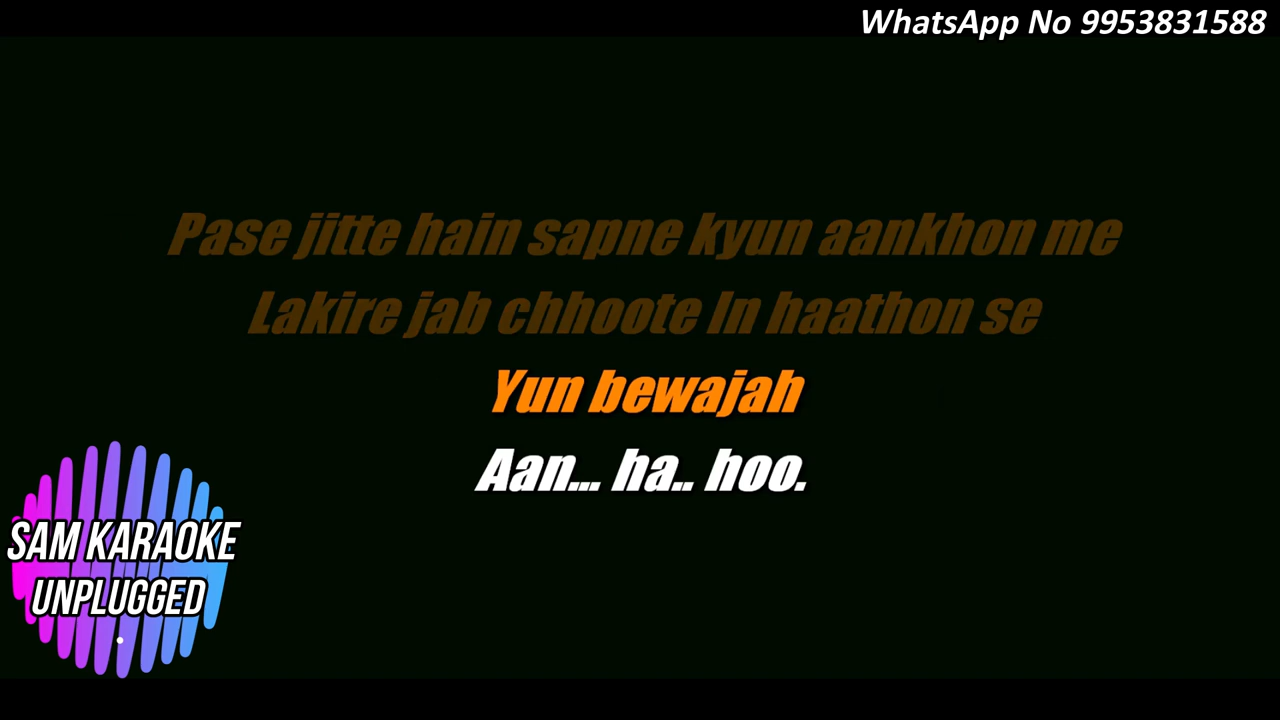 WhatsApp No 9953831588
Pase jitte hain sapne kyun aankhon me
Lakire jab chhoote In haathon se
Yun bewajah
Aan... ha.. hoo.
SAM KARAOKE
UNPLUGGED